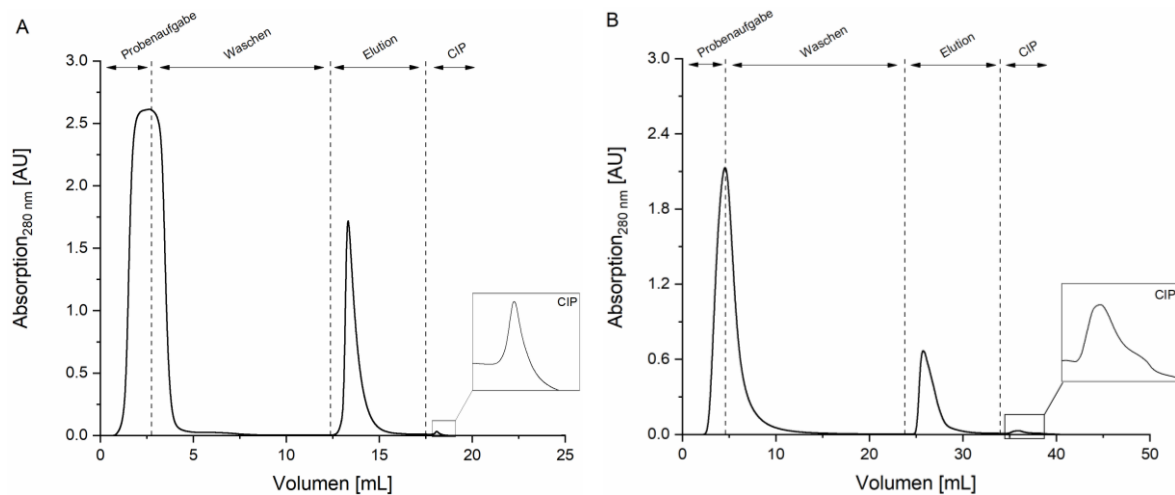 A
Probenaufgabe
Waschen
Elution
CIP
3.0
2.5
2.0
1.5
1.0
0.5
0.0
Absorption280 nm [AU]
0
5
10
15
20
25
Volumen [mL]
CIP
B
Probenaufgabe
Waschen
Elution
CIP
3.0
2.4
1.8
1.2
0.6
0.0
Absorption280 nm [AU]
0
10
20
30
40
50
Volumen [mL]
CIP